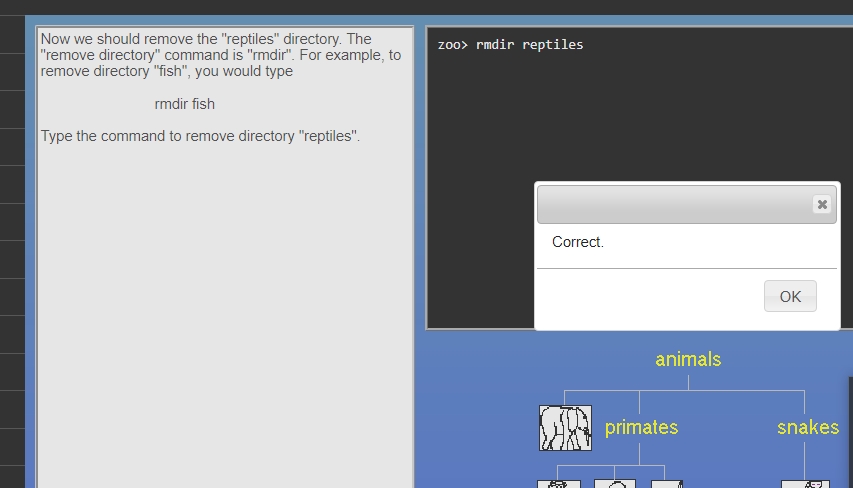 Now we should remove the "reptiles" directory. The
"remove directory" command is "rmdir". For example, to
remove directory "fish", you would type
rmdir fish
Type the command to remove directory "reptiles".
zoo> rmdir reptiles
Correct.
OK
animals
primates
snakes